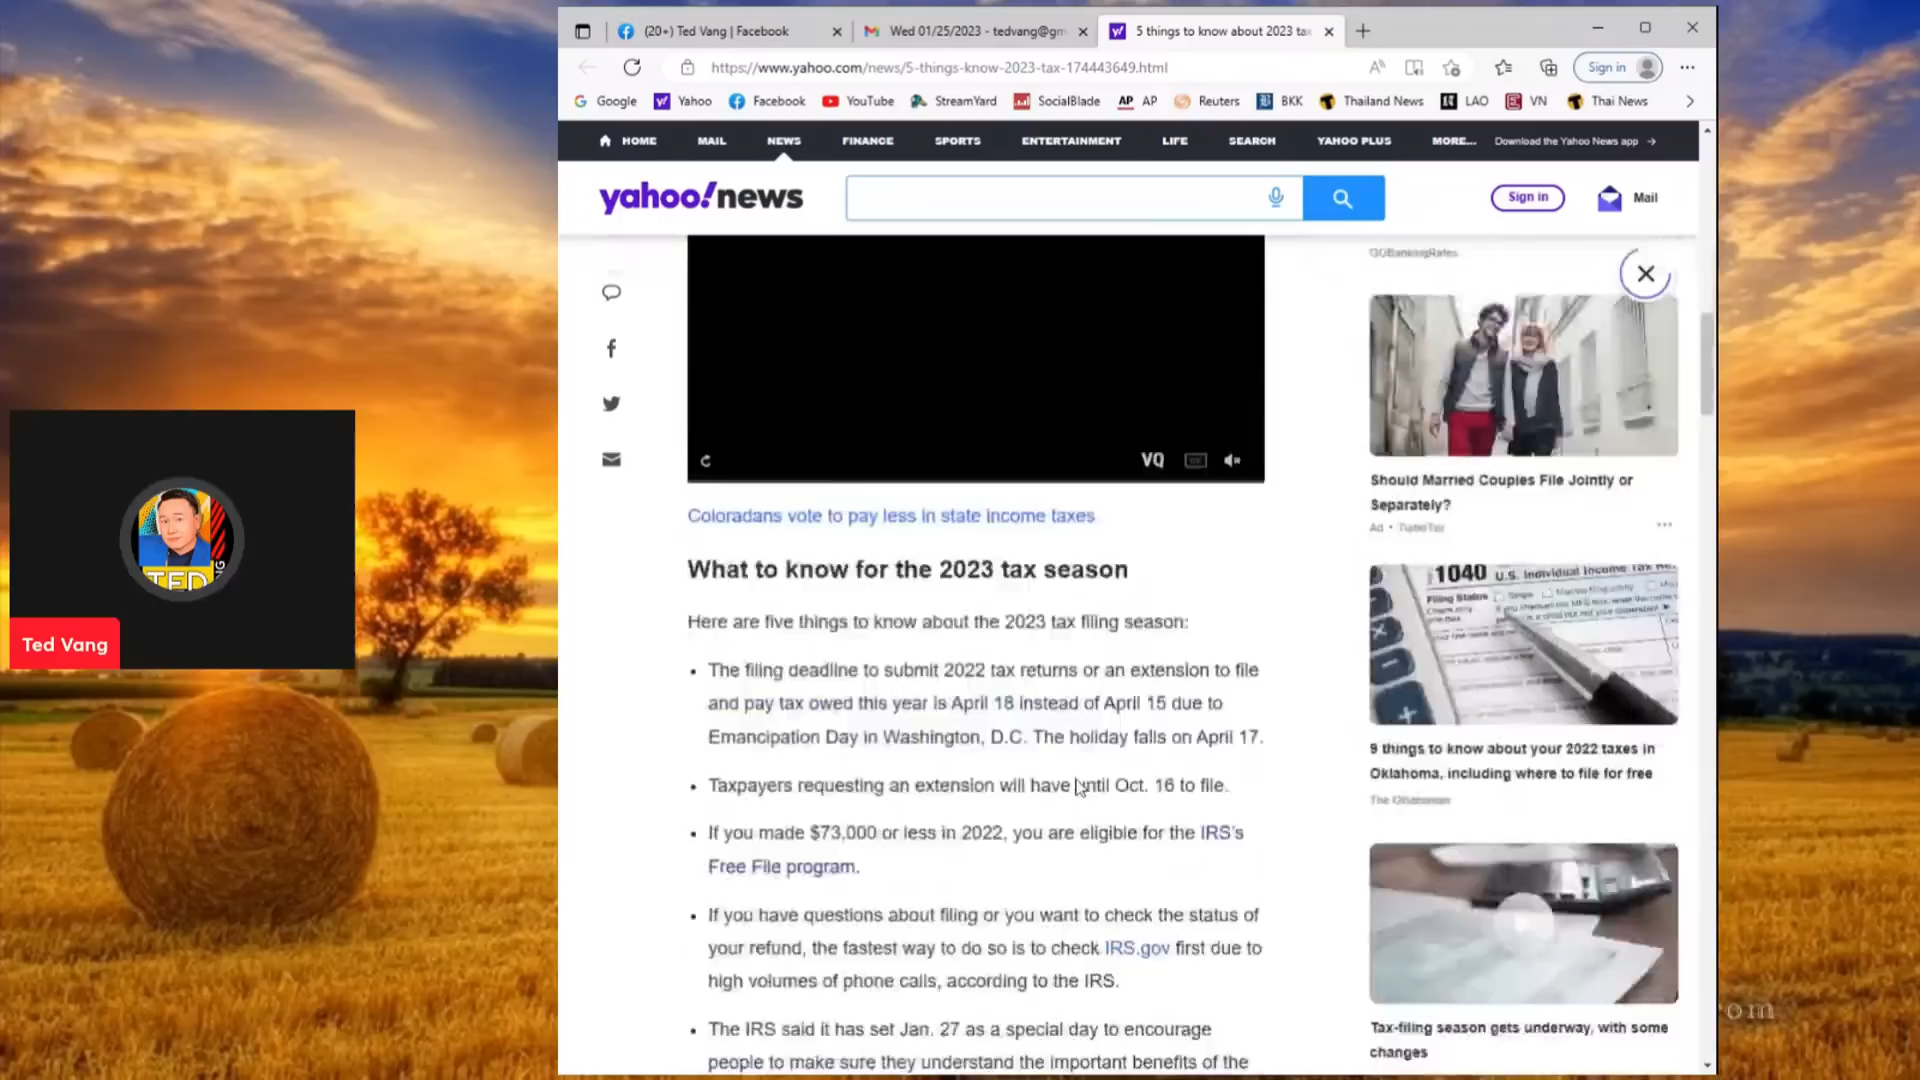 (20+) Ted Vang | Facebook
Wed 01/25/2023 - tedvang@gm
5 things to know about 2023 tax
https://www.yahoo.com/news/5-things-know-2023-tax-174443649.html
Sign in
Google Yahoo Facebook YouTube StreamYard SocialBlade AP AP Reuters BKK Thailand News LAO VN Thai News
HOME MAIL NEWS FINANCE SPORTS ENTERTAINMENT LIFE SEARCH YAHOO PLUS MORE... Download the Yahoo News app →
yahoo!news
Sign in
Mail
GOBankingRates
VQ
Coloradans vote to pay less in state income taxes
What to know for the 2023 tax season
Here are five things to know about the 2023 tax filing season:
• The filing deadline to submit 2022 tax returns or an extension to file
and pay tax owed this year is April 18 instead of April 15 due to
Emancipation Day in Washington, D.C. The holiday falls on April 17.
• Taxpayers requesting an extension will have until Oct. 16 to file.
• If you made $73,000 or less in 2022, you are eligible for the IRS's
Free File program.
• If you have questions about filing or you want to check the status of
your refund, the fastest way to do so is to check IRS.gov first due to
high volumes of phone calls, according to the IRS.
• The IRS said it has set Jan. 27 as a special day to encourage
people to make sure they understand the important benefits of the
Should Married Couples File Jointly or
Separately?
Ad • TurboTax
1040 U.S. Individual Income Tax
Filing Status
9 things to know about your 2022 taxes in
Oklahoma, including where to file for free
The Oklahoman
Tax-filing season gets underway, with some
changes
TED
Ted Vang
om